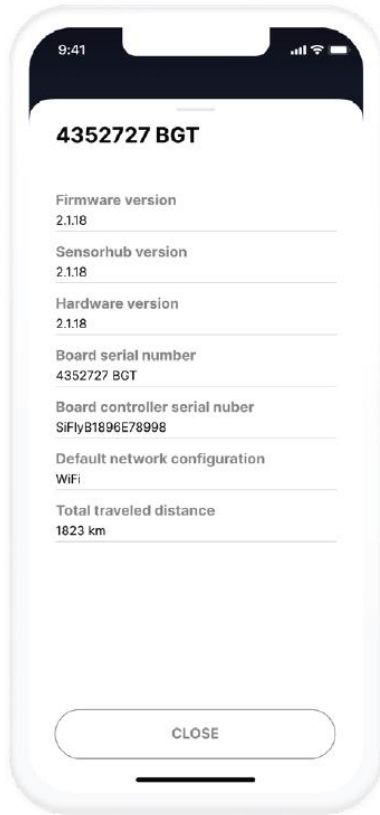 9:41
4352727 BGT
Firmware version
2.1.18
Sensorhub version
2.1.18
Hardware version
2.1.18
Board serial number
4352727 BGT
Board controller serial nuber
SiFlyB1896E78998
Default network configuration
WiFi
Total traveled distance
1823 km
CLOSE